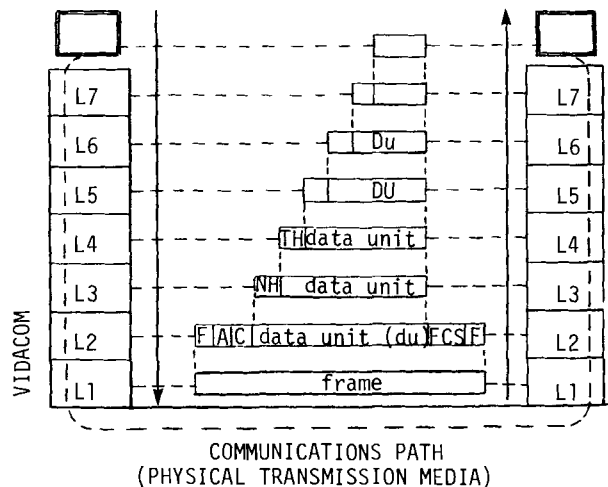 L7 L7
L6 Du L6
L5 DU L5
L4 TH data unit L4
L3 NH data unit L3
L2 F A C data unit (du) FCS F L2
L1 frame L1
VIDACOM
COMMUNICATIONS PATH
(PHYSICAL TRANSMISSION MEDIA)